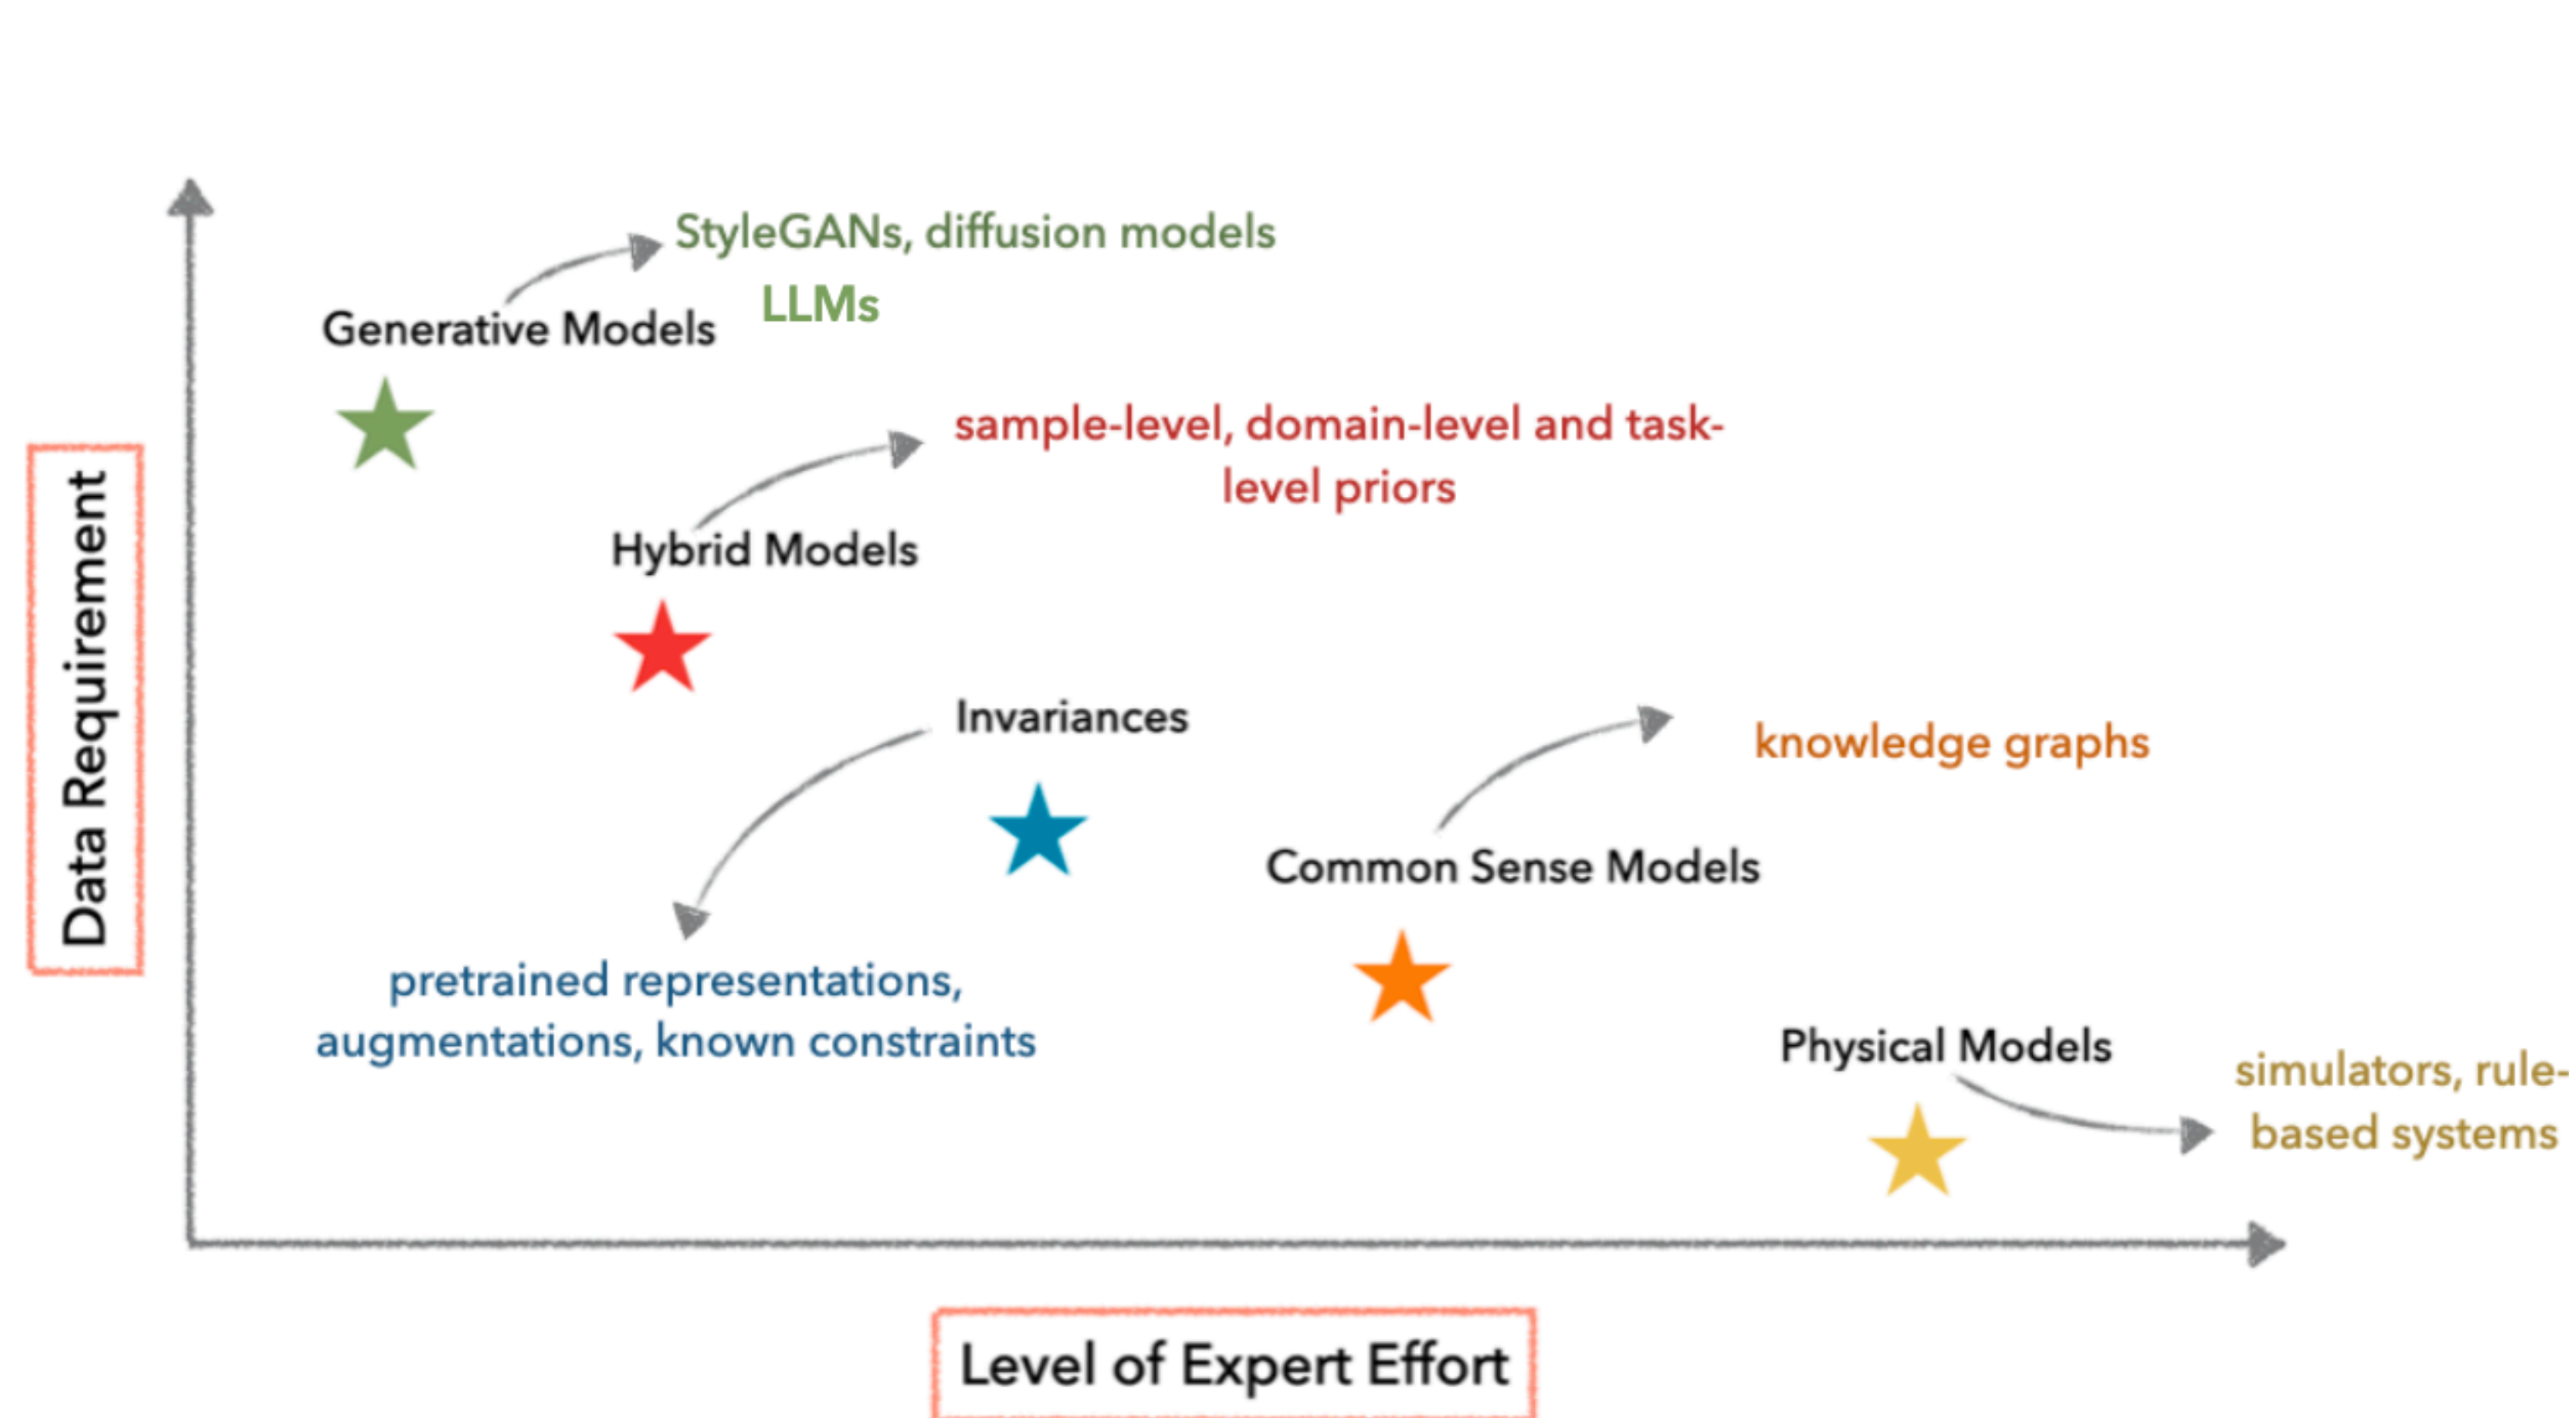 StyleGANs, diffusion models
LLMs
Generative Models
sample-level, domain-level and task-
level priors
Hybrid Models
Data Requirement
Invariances
knowledge graphs
Common Sense Models
pretrained representations,
augmentations, known constraints
Physical Models
simulators, rule-
based systems
Level of Expert Effort